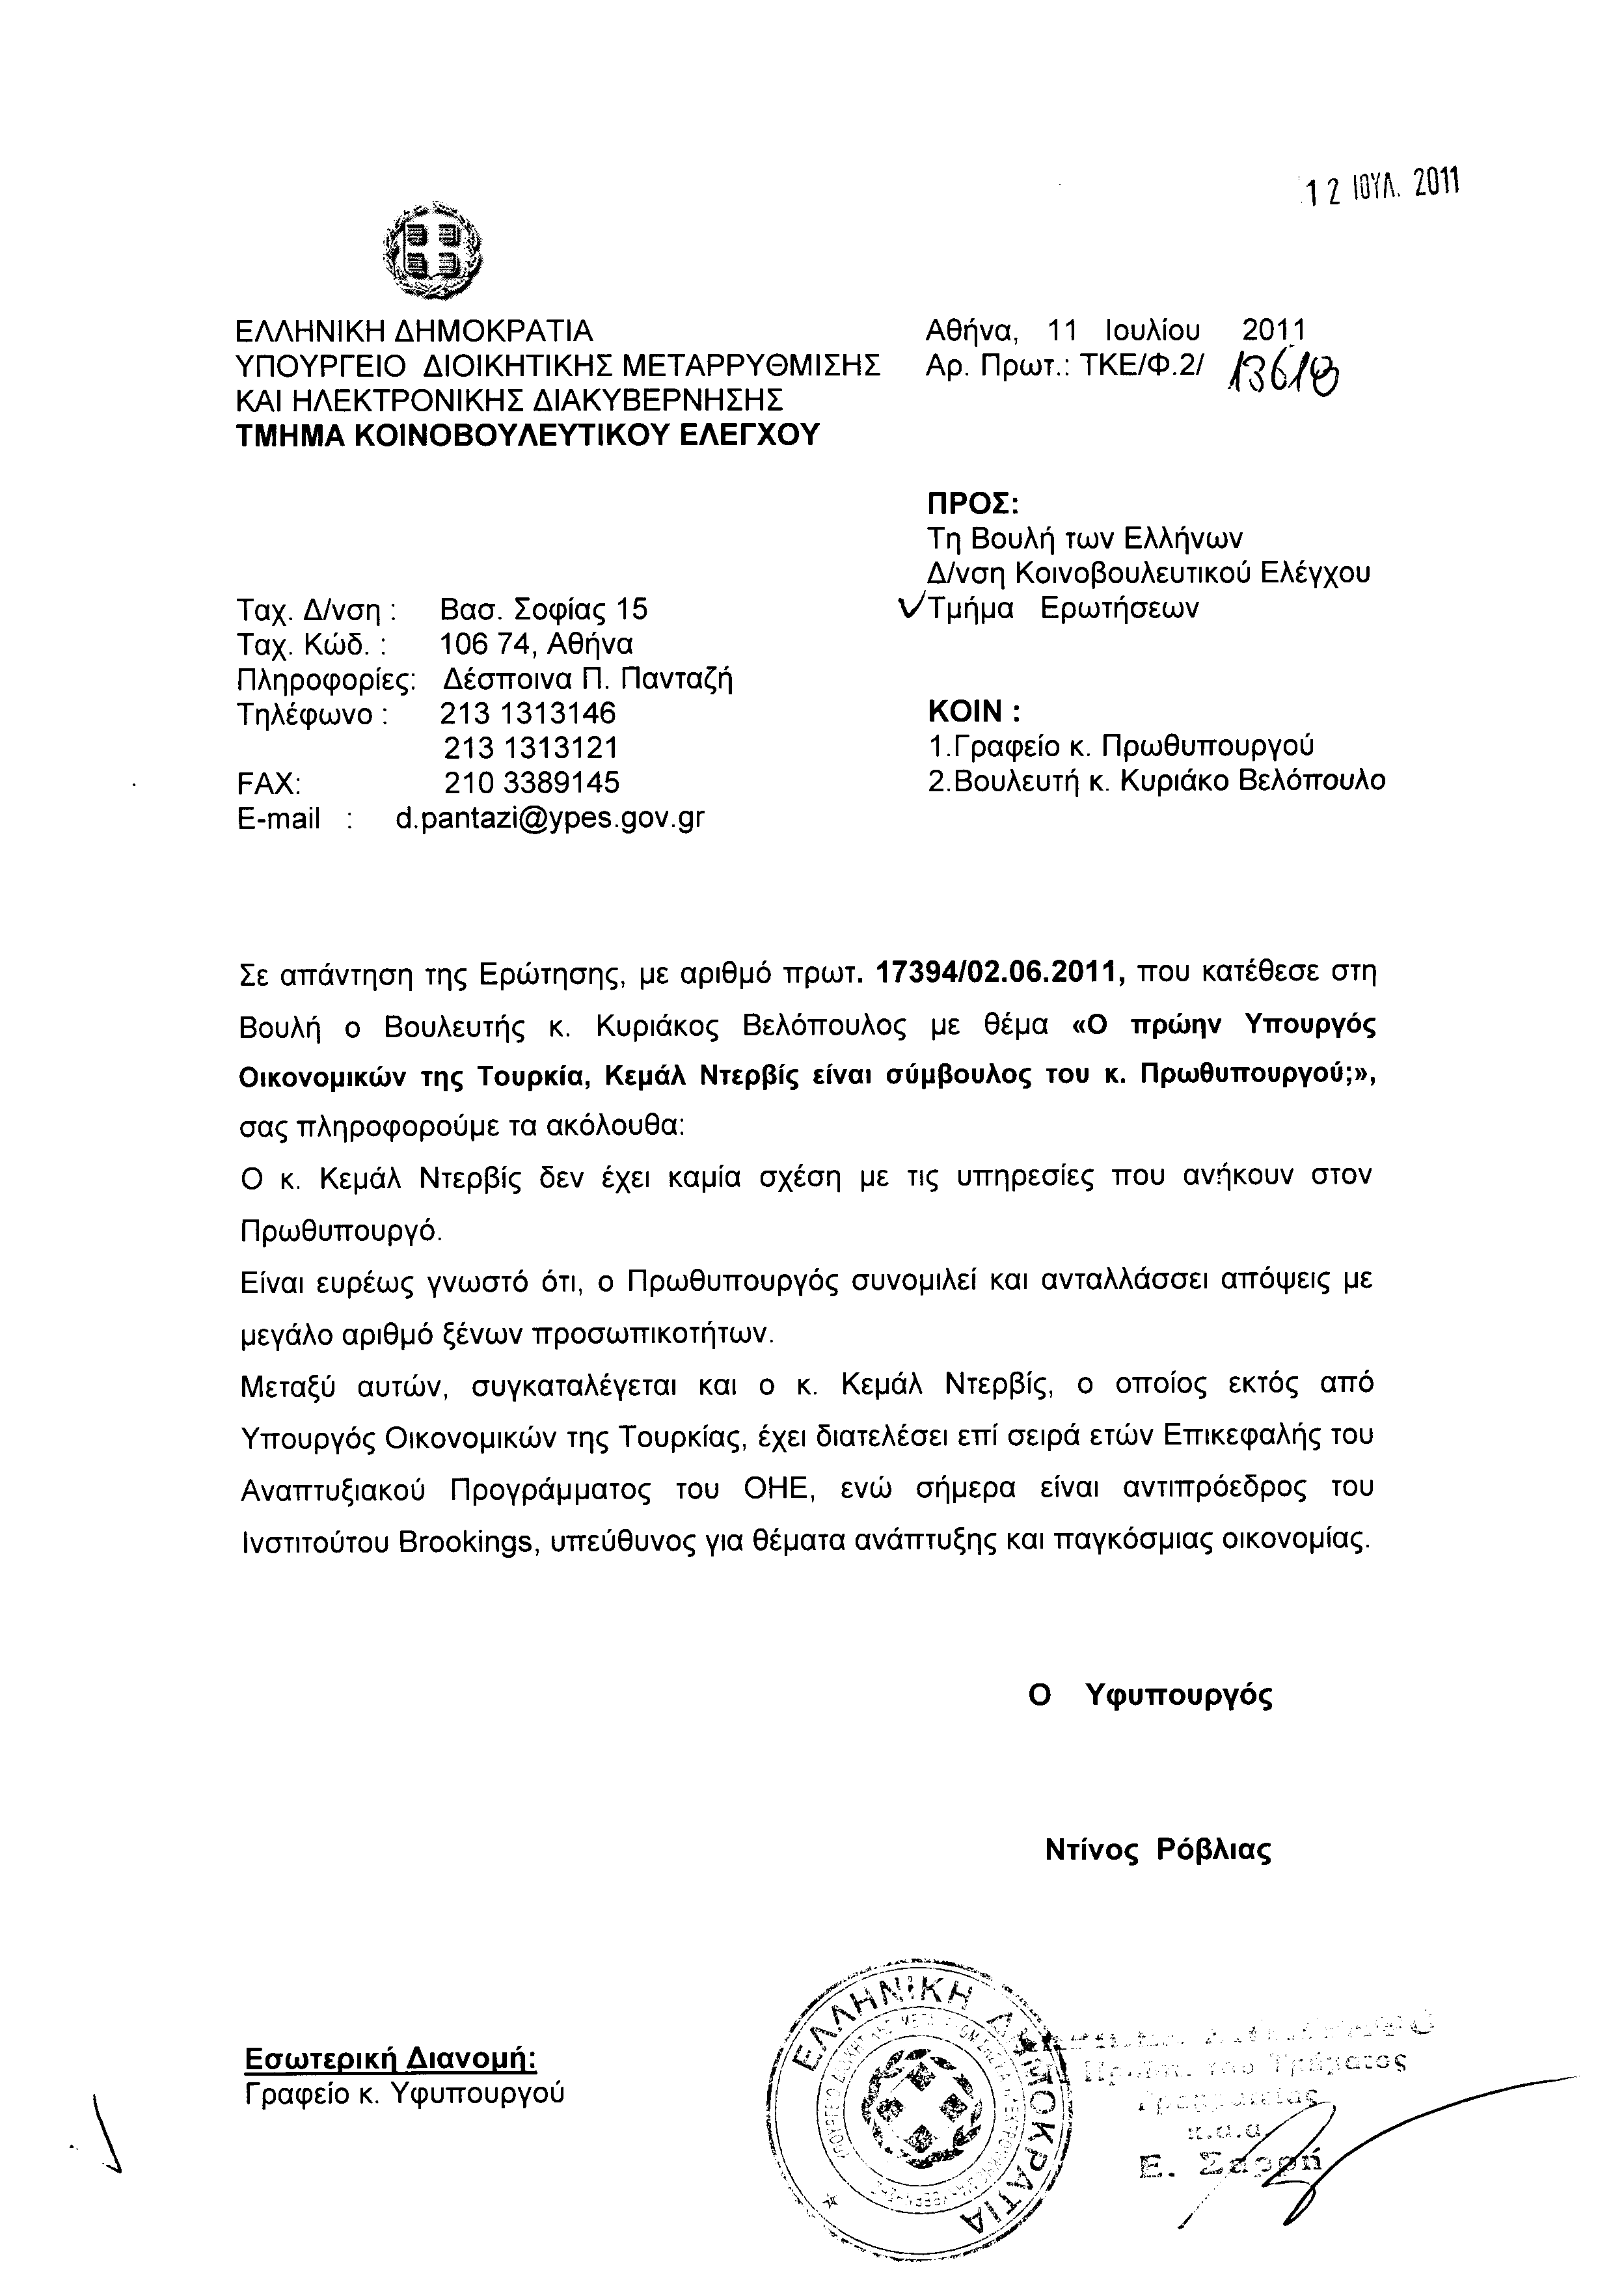 12 ΙΟΥΛ. 2011
ΕΛΛΗΝΙΚΗ ΔΗΜΟΚΡΑΤΙΑ
ΥΠΟΥΡΓΕΙΟ ΔΙΟΙΚΗΤΙΚΗΣ ΜΕΤΑΡΡΥΘΜΙΣΗΣ
ΚΑΙ ΗΛΕΚΤΡΟΝΙΚΗΣ ΔΙΑΚΥΒΕΡΝΗΣΗΣ
ΤΜΗΜΑ ΚΟΙΝΟΒΟΥΛΕΥΤΙΚΟΥ ΕΛΕΓΧΟΥ
Αθήνα, 11 Ιουλίου 2011
Αρ. Πρωτ.: ΤΚΕ/Φ.2/
ΠΡΟΣ:
Τη Βουλή των Ελλήνων
Δ/νση Κοινοβουλευτικού Ελέγχου
Τμήμα Ερωτήσεων
Ταχ. Δ/νση : Βασ. Σοφίας 15
Ταχ. Κώδ. : 106 74, Αθήνα
Πληροφορίες: Δέσποινα Π. Πανταζή
Τηλέφωνο : 213 1313146
213 1313121
FAX: 210 3389145
E-mail : d.pantazi@ypes.gov.gr
ΚΟΙΝ :
1.Γραφείο κ. Πρωθυπουργού
2.Βουλευτή κ. Κυριάκο Βελόπουλο
Σε απάντηση της Ερώτησης, με αριθμό πρωτ. 17394/02.06.2011, που κατέθεσε στη
Βουλή ο Βουλευτής κ. Κυριάκος Βελόπουλος με θέμα «Ο πρώην Υπουργός
Οικονομικών της Τουρκία, Κεμάλ Ντερβίς είναι σύμβουλος του κ. Πρωθυπουργού;»,
σας πληροφορούμε τα ακόλουθα:
Ο κ. Κεμάλ Ντερβίς δεν έχει καμία σχέση με τις υπηρεσίες που ανήκουν στον
Πρωθυπουργό.
Είναι ευρέως γνωστό ότι, ο Πρωθυπουργός συνομιλεί και ανταλλάσσει απόψεις με
μεγάλο αριθμό ξένων προσωπικοτήτων.
Μεταξύ αυτών, συγκαταλέγεται και ο κ. Κεμάλ Ντερβίς, ο οποίος εκτός από
Υπουργός Οικονομικών της Τουρκίας, έχει διατελέσει επί σειρά ετών Επικεφαλής του
Αναπτυξιακού Προγράμματος του ΟΗΕ, ενώ σήμερα είναι αντιπρόεδρος του
Ινστιτούτου Brookings, υπεύθυνος για θέματα ανάπτυξης και παγκόσμιας οικονομίας.
Ο Υφυπουργός
Ντίνος Ρόβλιας
Εσωτερική Διανομή:
Γραφείο κ. Υφυπουργού
ΕΛΛΗΝΙΚΗ ΔΗΜΟΚΡΑΤΙΑ
του Τμήματος
κ.α.α.
Ε.